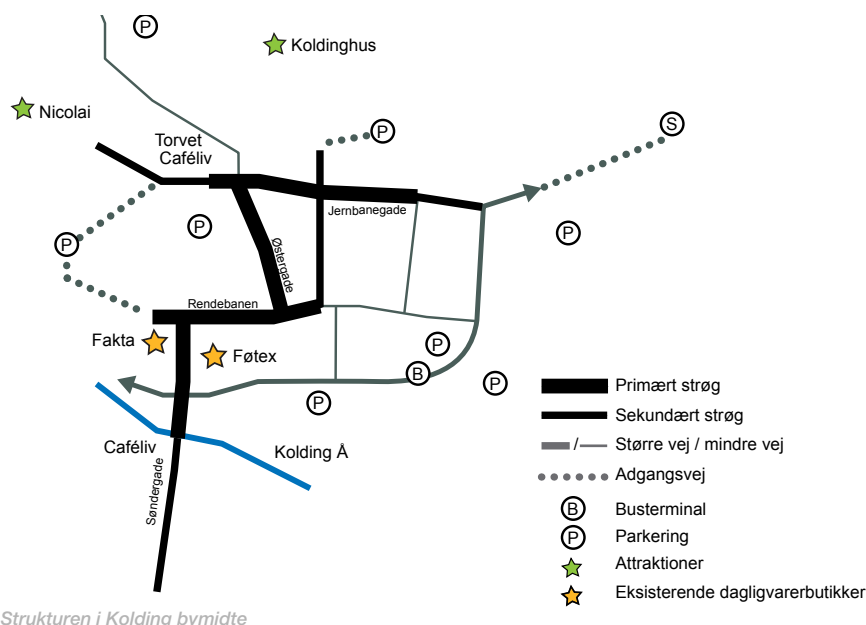 P
Koldinghus
Nicolai
P
S
Torvet
Caféliv
Jernbanegade
P
P
P
Østergade
Rendebanen
Fakta
Føtex
P
B
P
P
Caféliv
Kolding Å
Søndergade
Primært strøg
Sekundært strøg
/ Større vej / mindre vej
Adgangsvej
B Busterminal
P Parkering
Attraktioner
Eksisterende dagligvarerbutikker
Strukturen i Kolding bymidte